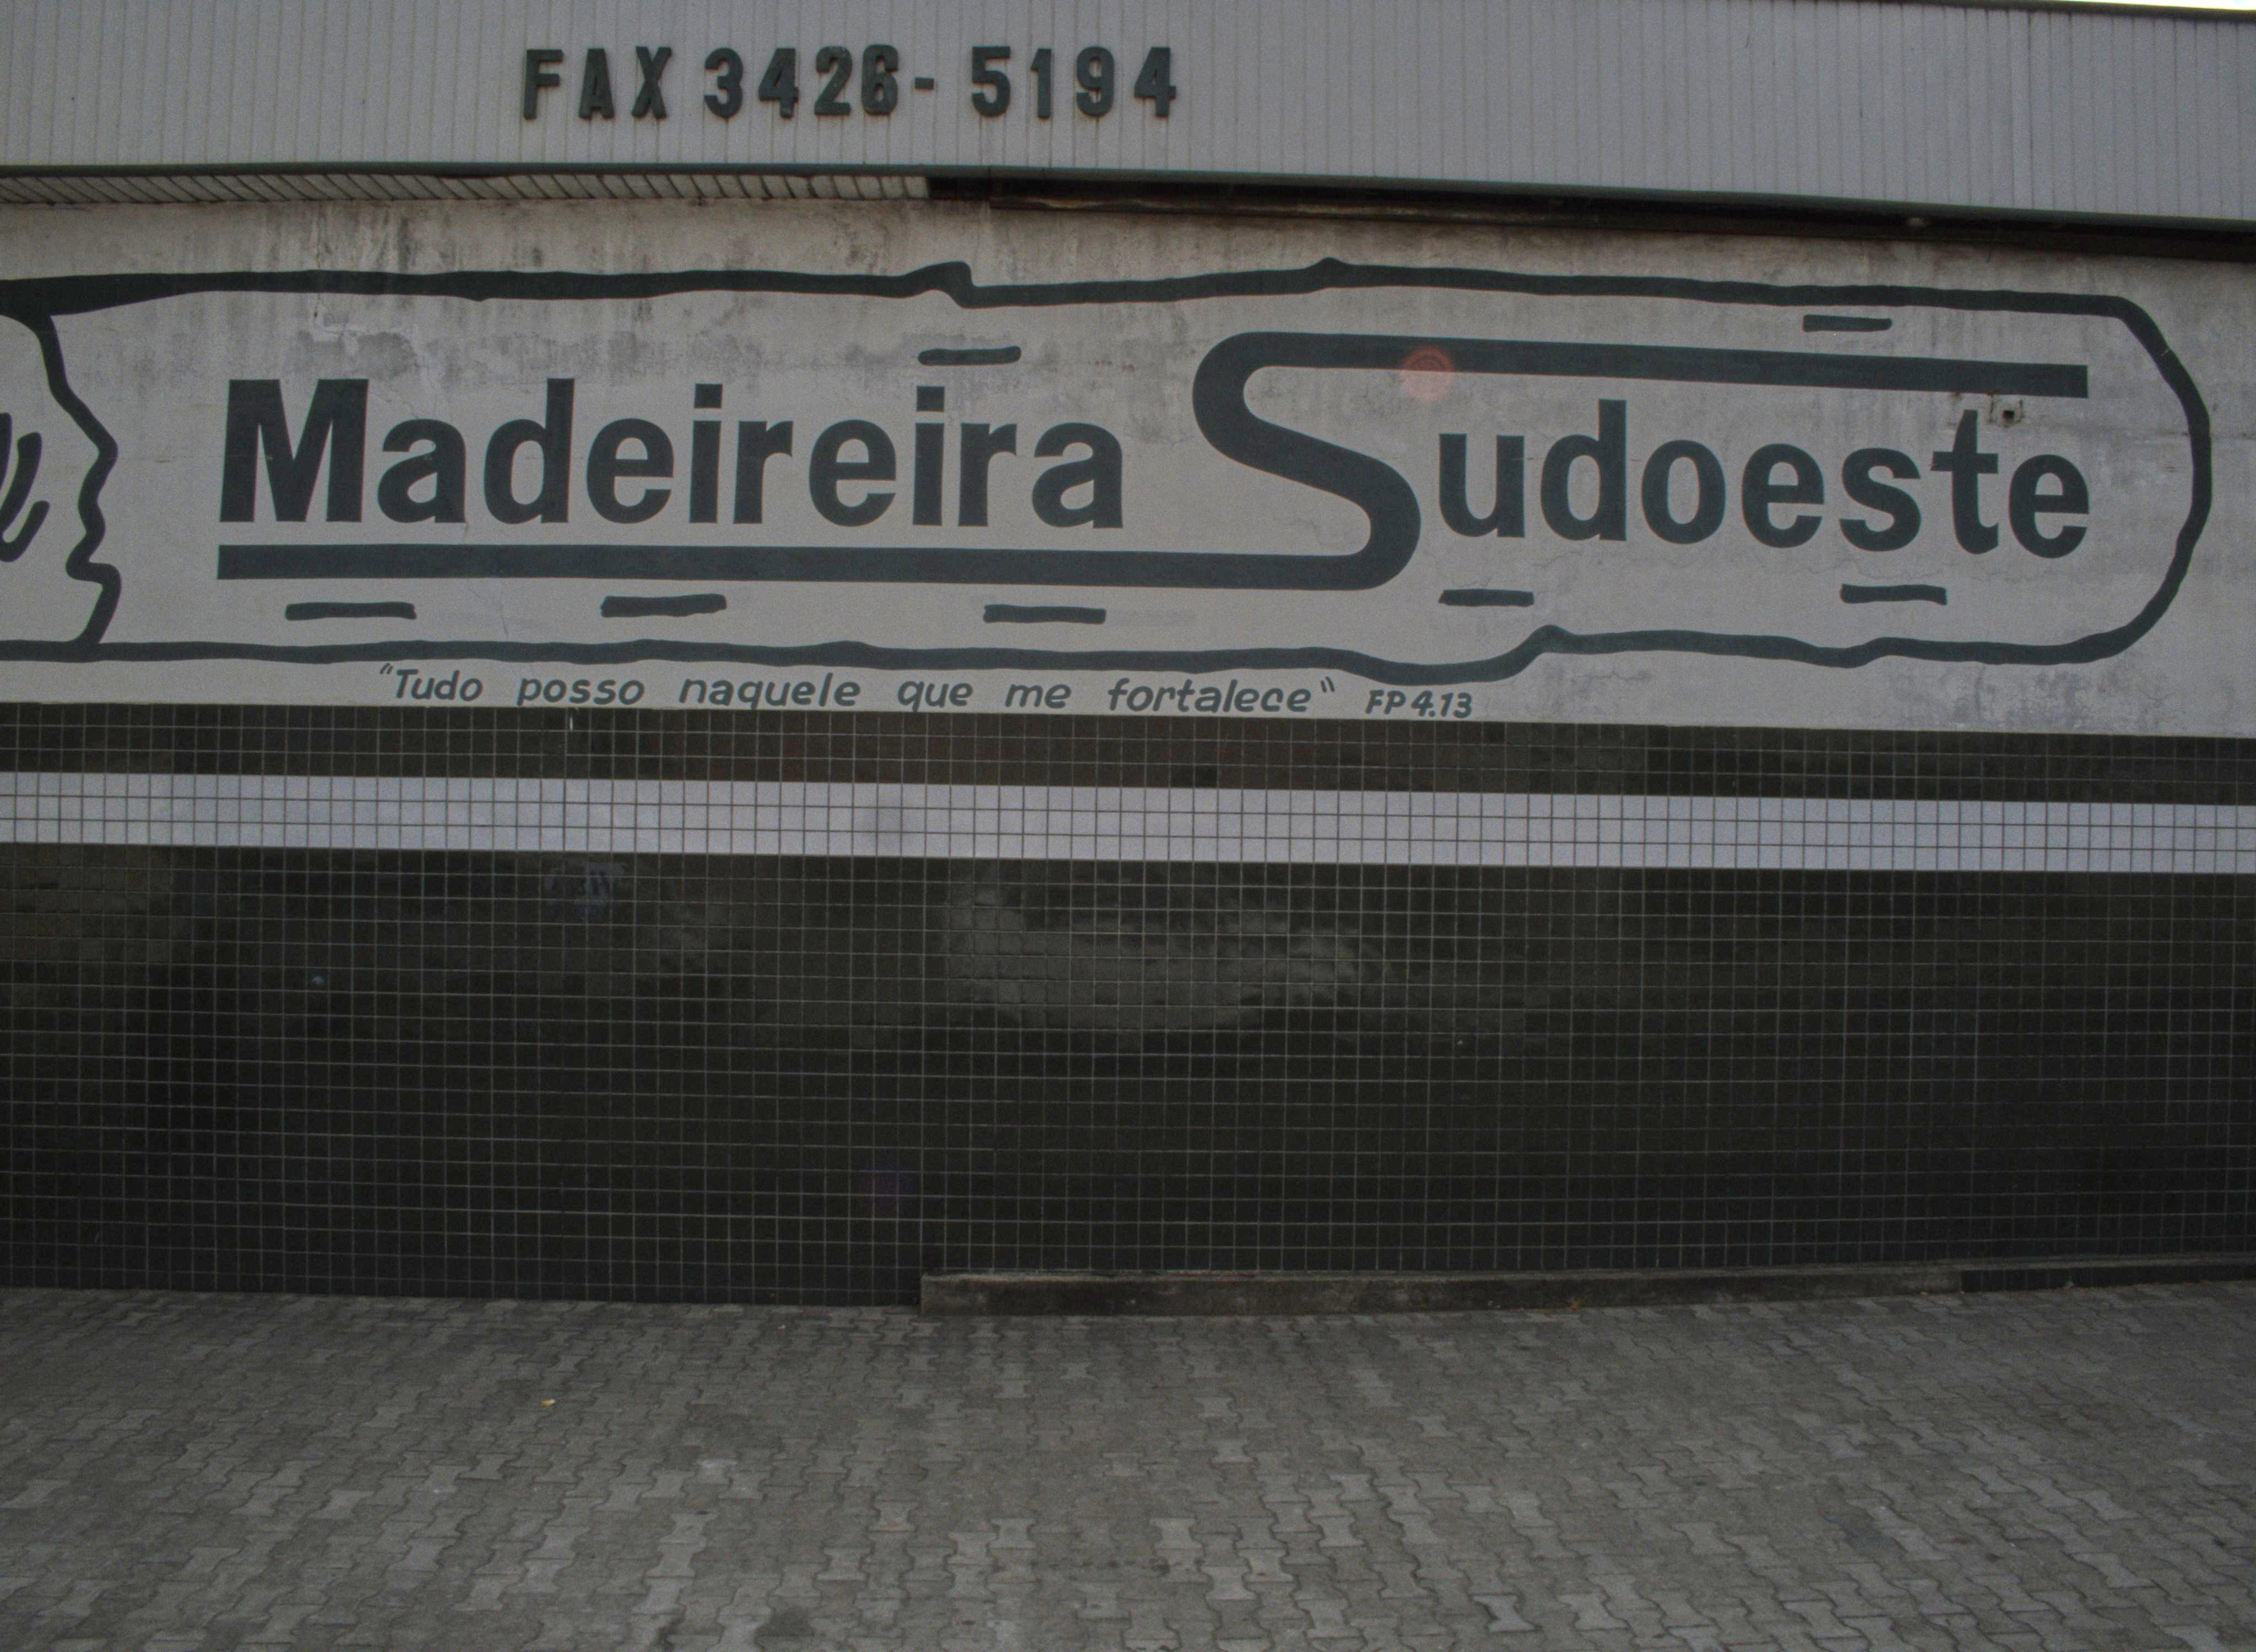 FAX 3426-5194
Madeireira Sudoeste
"Tudo posso naquele que me fortalece" FP 4.13